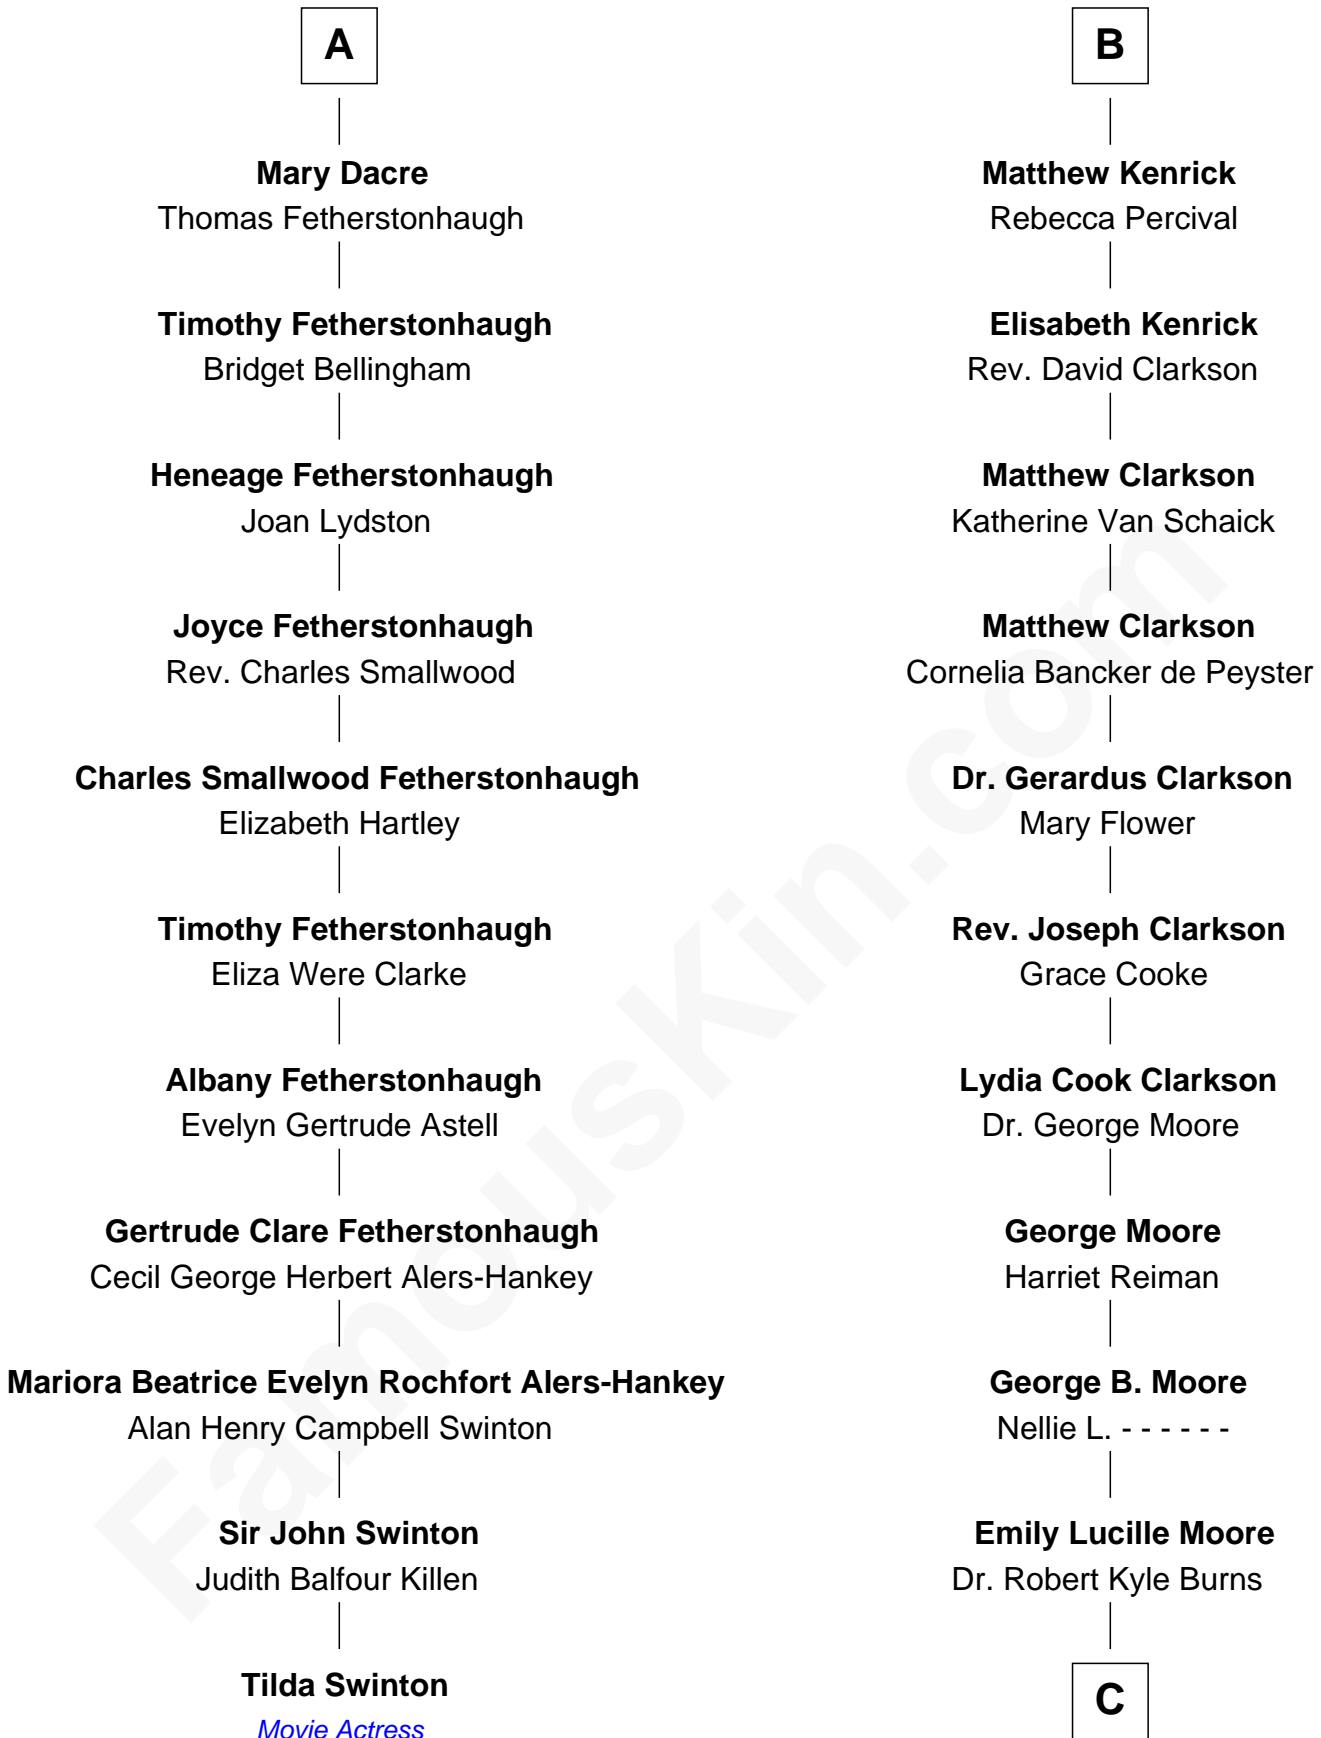 A
Mary Dacre
Thomas Fetherstonhaugh
Timothy Fetherstonhaugh
Bridget Bellingham
Heneage Fetherstonhaugh
Joan Lydston
Joyce Fetherstonhaugh
Rev. Charles Smallwood
Charles Smallwood Fetherstonhaugh
Elizabeth Hartley
Timothy Fetherstonhaugh
Eliza Were Clarke
Albany Fetherstonhaugh
Evelyn Gertrude Astell
Gertrude Clare Fetherstonhaugh
Cecil George Herbert Alers-Hankey
Mariora Beatrice Evelyn Rochfort Alers-Hankey
Alan Henry Campbell Swinton
Sir John Swinton
Judith Balfour Killen
Tilda Swinton
Movie Actress
B
Matthew Kenrick
Rebecca Percival
Elisabeth Kenrick
Rev. David Clarkson
Matthew Clarkson
Katherine Van Schaick
Matthew Clarkson
Cornelia Bancker de Peyster
Dr. Gerardus Clarkson
Mary Flower
Rev. Joseph Clarkson
Grace Cooke
Lydia Cook Clarkson
Dr. George Moore
George Moore
Harriet Reiman
George B. Moore
Nellie L. - - - - - -
Emily Lucille Moore
Dr. Robert Kyle Burns
C
FamousKin.com